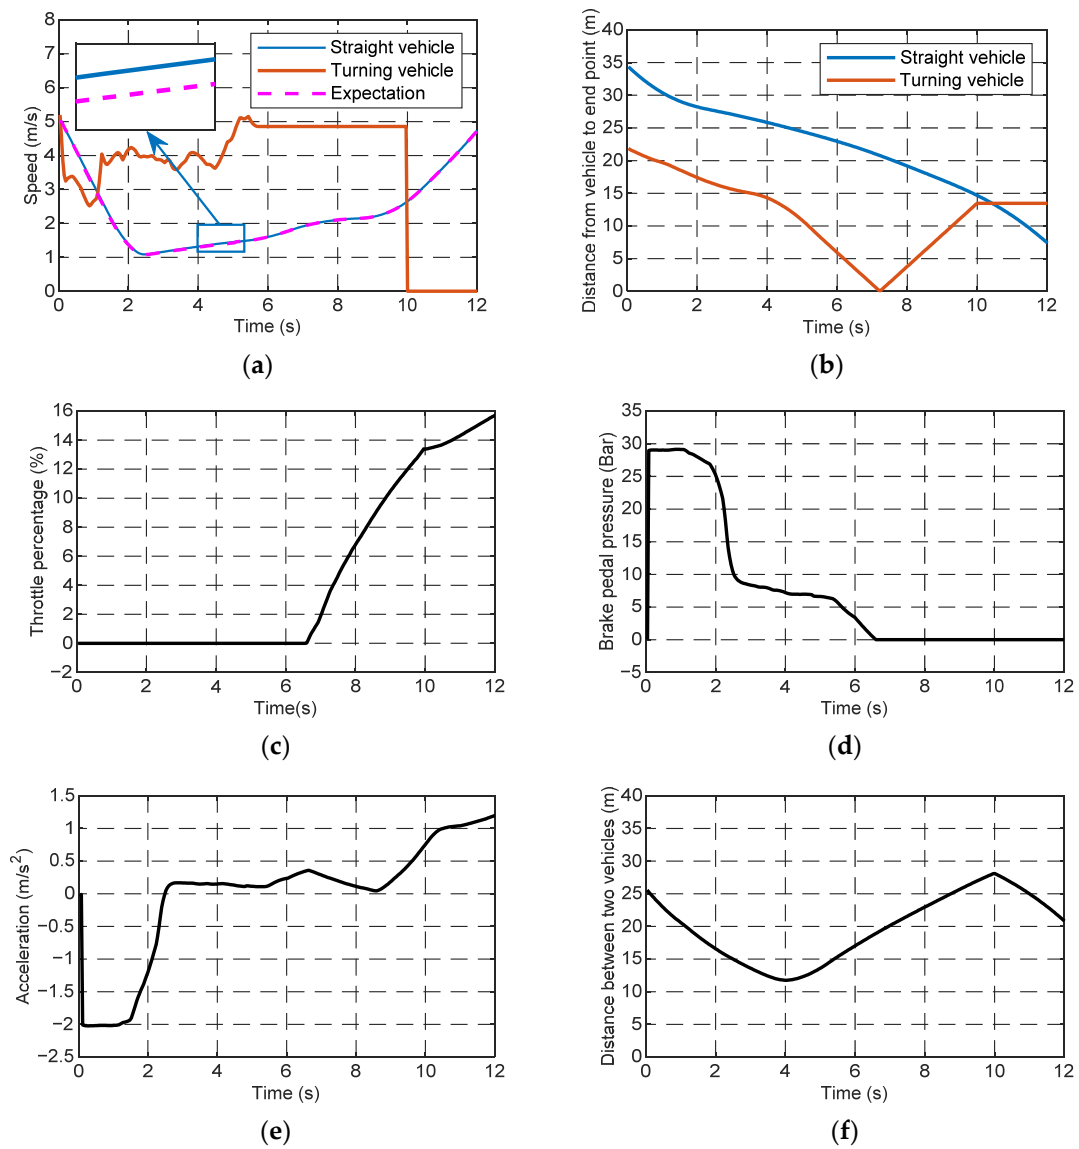 8
7
6
5
4
3
2
1
0
Speed (m/s)
Straight vehicle
Turning vehicle
Expectation
0 2 4 6 8 10 12
Time (s)
(a)
40
35
30
25
20
15
10
5
0
Distance from vehicle to end point (m)
Straight vehicle
Turning vehicle
0 2 4 6 8 10 12
Time (s)
(b)
16
14
12
10
8
6
4
2
0
−2
Throttle percentage (%)
0 2 4 6 8 10 12
Time(s)
(c)
35
30
25
20
15
10
5
0
−5
Brake pedal pressure (Bar)
0 2 4 6 8 10 12
Time (s)
(d)
1.5
1
0.5
0
−0.5
−1
−1.5
−2
−2.5
Acceleration (m/s²)
0 2 4 6 8 10 12
Time (s)
(e)
40
35
30
25
20
15
10
5
0
Distance between two vehicles (m)
0 2 4 6 8 10 12
Time (s)
(f)